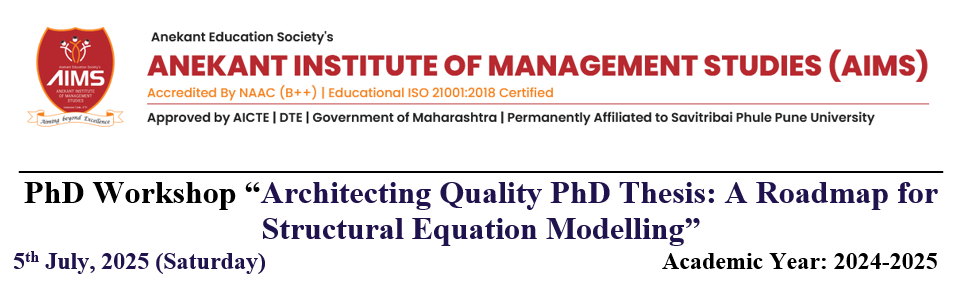 Anekant Education Society's
AIMS
ANEKANT INSTITUTE OF MANAGEMENT STUDIES
Aiming beyond Excellence
Anekant Education Society's
ANEKANT INSTITUTE OF MANAGEMENT STUDIES (AIMS)
Accredited By NAAC (B++) | Educational ISO 21001:2018 Certified
Approved by AICTE | DTE | Government of Maharashtra | Permanently Affiliated to Savitribai Phule Pune University
PhD Workshop “Architecting Quality PhD Thesis: A Roadmap for
Structural Equation Modelling”
5th July, 2025 (Saturday) Academic Year: 2024-2025